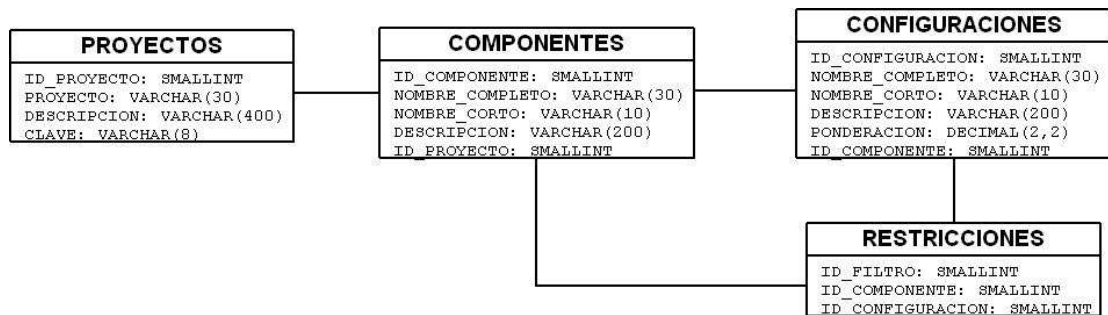 PROYECTOS
ID_PROYECTO: SMALLINT
PROYECTO: VARCHAR(30)
DESCRIPCION: VARCHAR(400)
CLAVE: VARCHAR(8)
COMPONENTES
ID_COMPONENTE: SMALLINT
NOMBRE_COMPLETO: VARCHAR(30)
NOMBRE_CORTO: VARCHAR(10)
DESCRIPCION: VARCHAR(200)
ID_PROYECTO: SMALLINT
CONFIGURACIONES
ID_CONFIGURACION: SMALLINT
NOMBRE_COMPLETO: VARCHAR(30)
NOMBRE_CORTO: VARCHAR(10)
DESCRIPCION: VARCHAR(200)
PONDERACION: DECIMAL(2,2)
ID_COMPONENTE: SMALLINT
RESTRICCIONES
ID_FILTRO: SMALLINT
ID_COMPONENTE: SMALLINT
ID_CONFIGURACION: SMALLINT